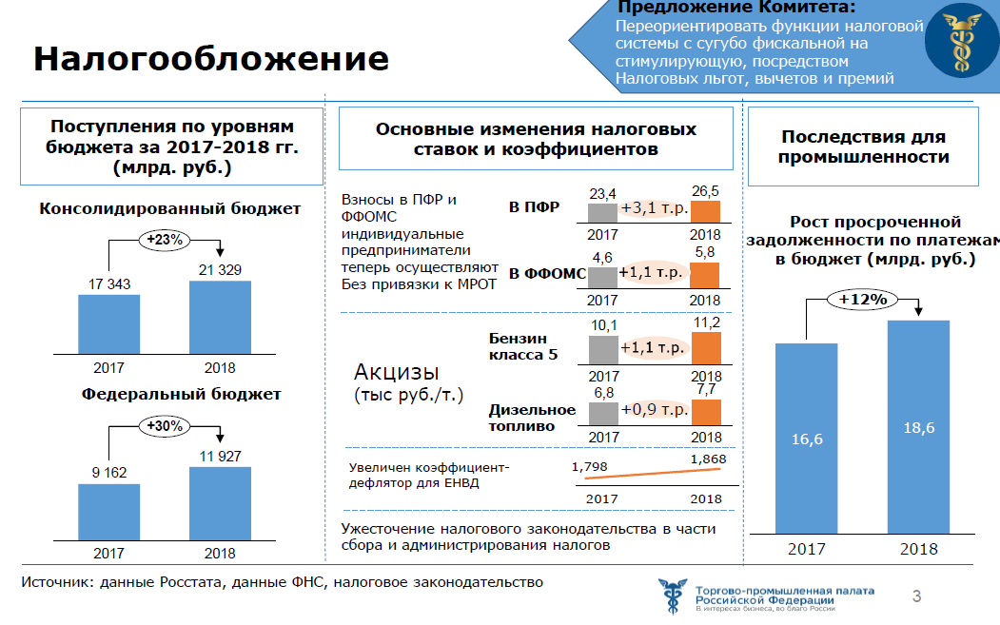 Предложение Комитета:
Переориентировать функции налоговой
системы с сугубо фискальной на
стимулирующую, посредством
Налоговых льгот, вычетов и премий
Налогообложение
Поступления по уровням
бюджета за 2017-2018 гг.
(млрд. руб.)
Консолидированный бюджет
+23%
17 343
21 329
2017
2018
Федеральный бюджет
+30%
9 162
11 927
2017
2018
Основные изменения налоговых
ставок и коэффициентов
Взносы в ПФР и
ФФОМС
индивидуальные
предприниматели
теперь осуществляют
Без привязки к МРОТ
В ПФР
23,4
+3,1 т.р.
26,5
2017
2018
В ФФОМС
4,6
+1,1 т.р.
5,8
2017
2018
Акцизы
(тыс руб./т.)
Бензин
класса 5
10,1
+1,1 т.р.
11,2
2017
2018
Дизельное
топливо
6,8
+0,9 т.р.
7,7
2017
2018
Увеличен коэффициент-
дефлятор для ЕНВД
1,798
1,868
2017
2018
Ужесточение налогового законодательства в части
сбора и администрирования налогов
Последствия для
промышленности
Рост просроченной
задолженности по платежам
в бюджет (млрд. руб.)
+12%
16,6
18,6
2017
2018
Источник: данные Росстата, данные ФНС, налоговое законодательство
Торгово-промышленная палата
Российской Федерации
В интересах бизнеса, во благо России
3